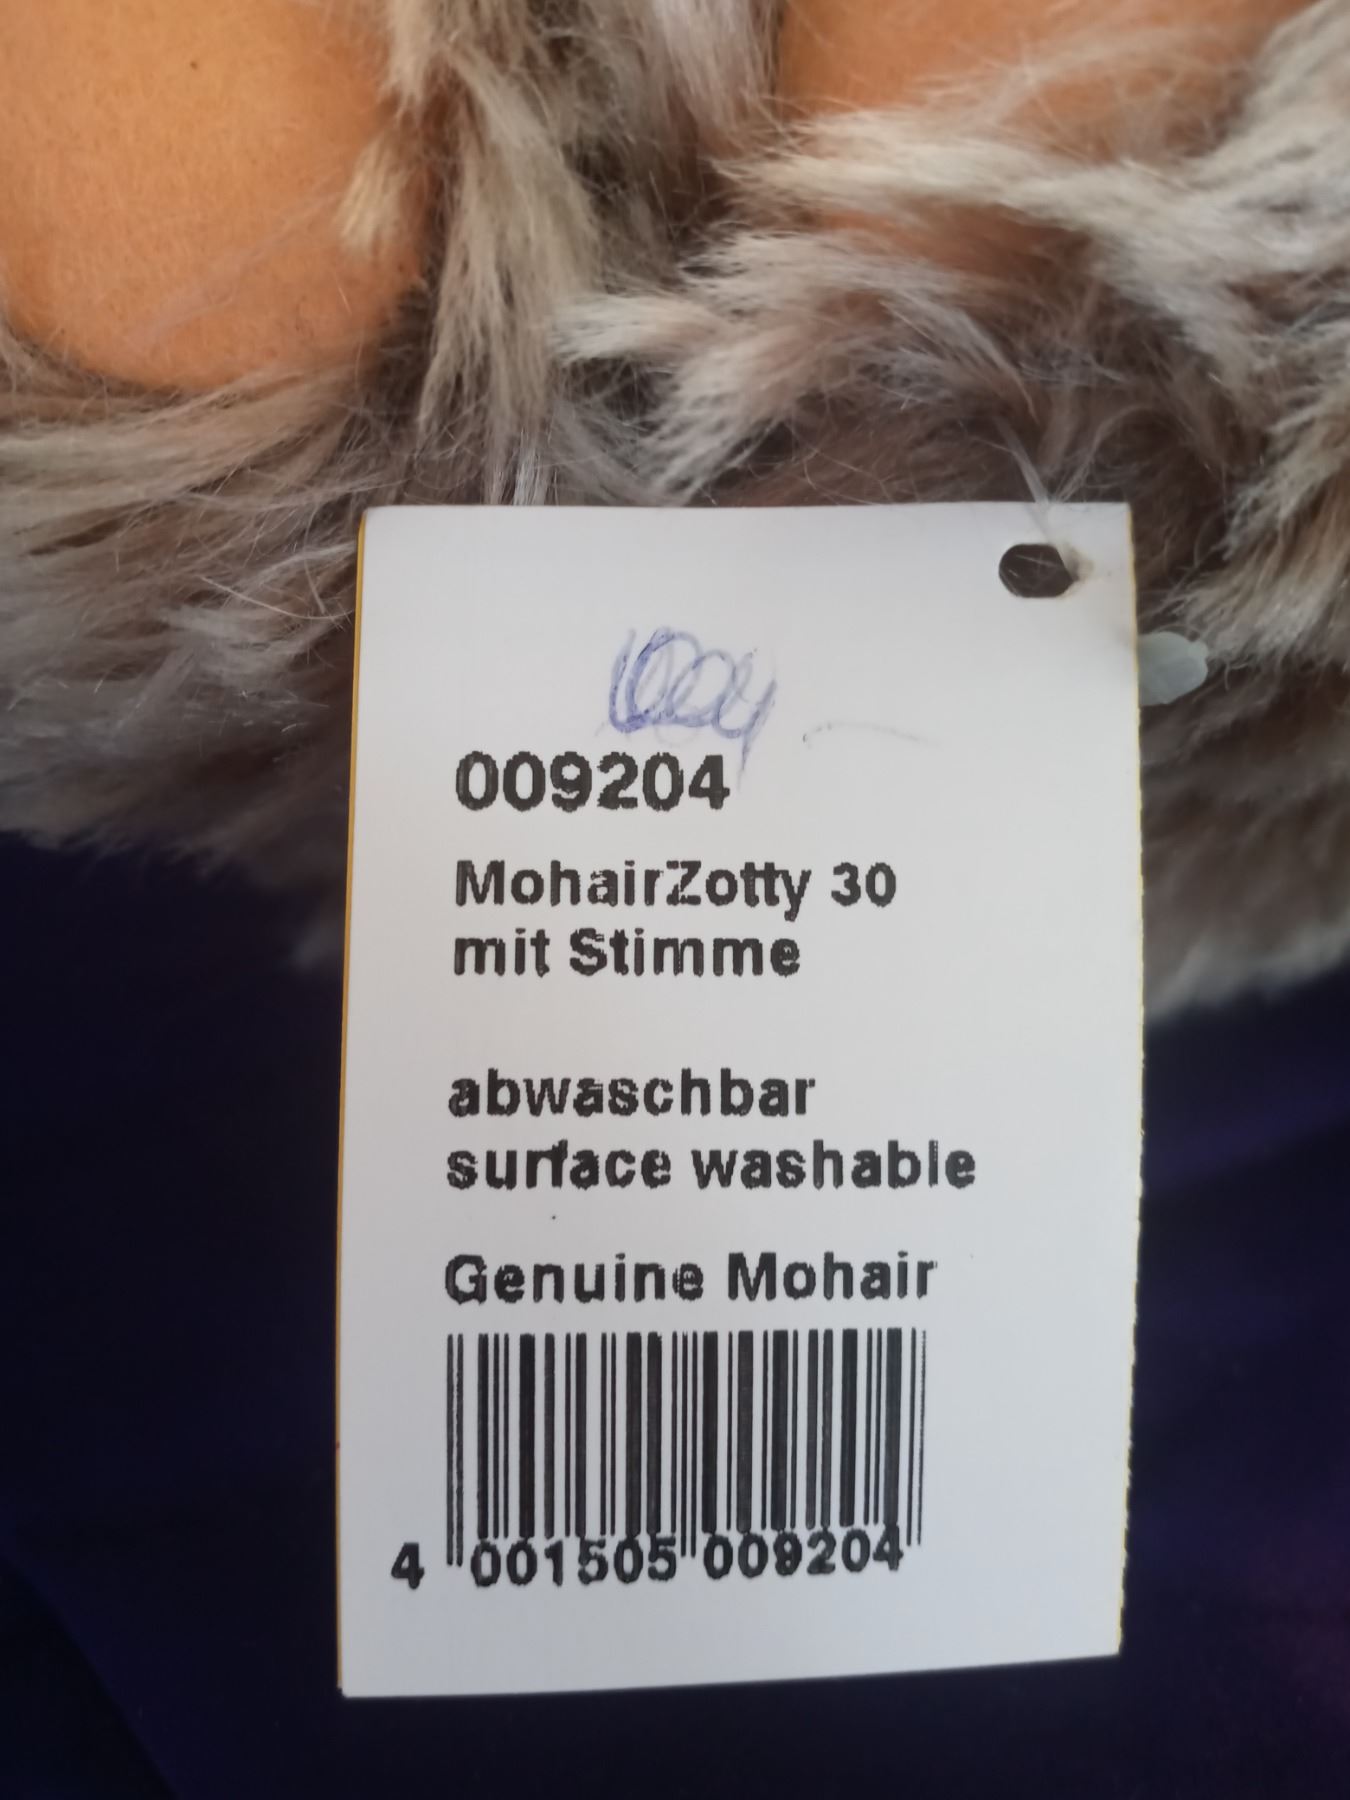 009204
MohairZotty 30
mit Stimme
abwaschbar
surface washable
Genuine Mohair
4 001505 009204